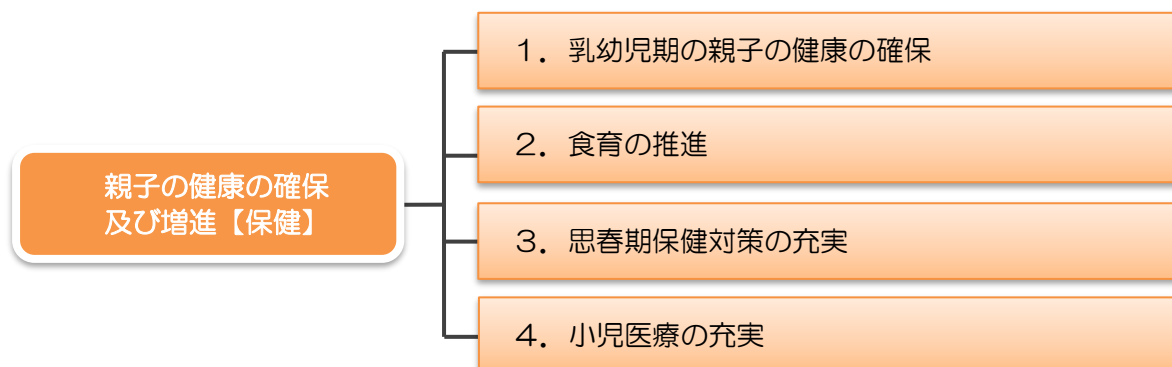 親子の健康の確保
及び増進【保健】
１．乳幼児期の親子の健康の確保
２．食育の推進
３．思春期保健対策の充実
４．小児医療の充実